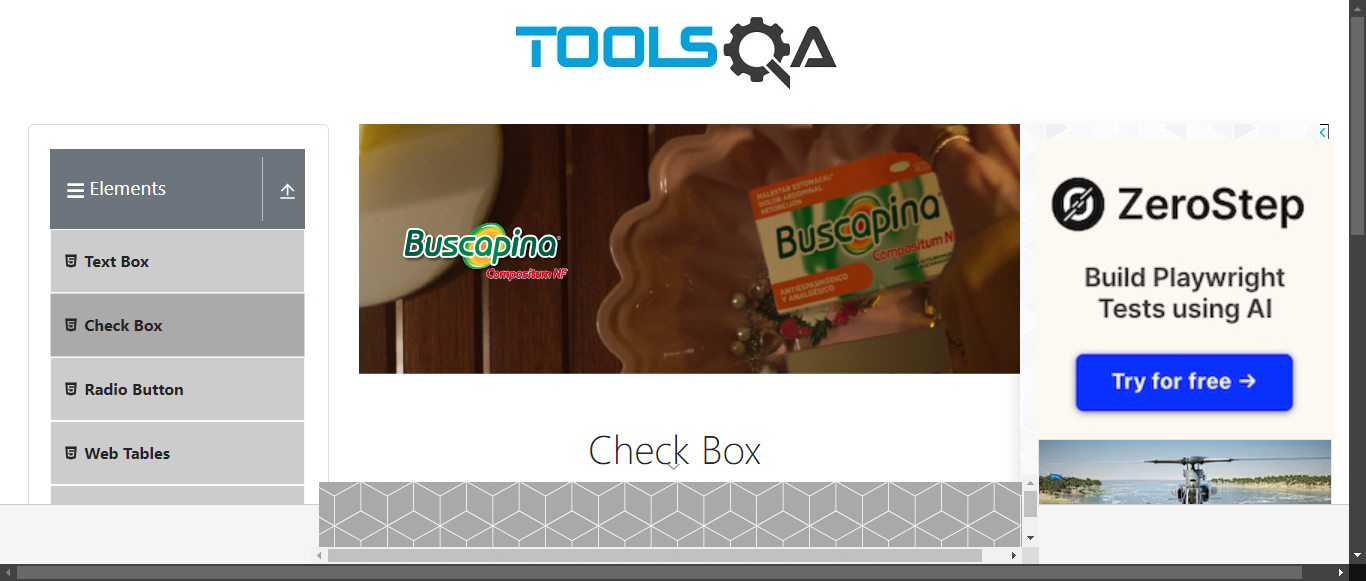 TOOLSQA
Elements
Text Box
Check Box
Radio Button
Web Tables
Buscapina
Compositum NF
MALESTAR ESTOMACAL*
DOLOR ABDOMINAL
RETORCIJÓN
Buscapina
Compositum N
ANTIESPASMÓDICO
Y ANALGÉSICO
Check Box
ZeroStep
Build Playwright
Tests using AI
Try for free →